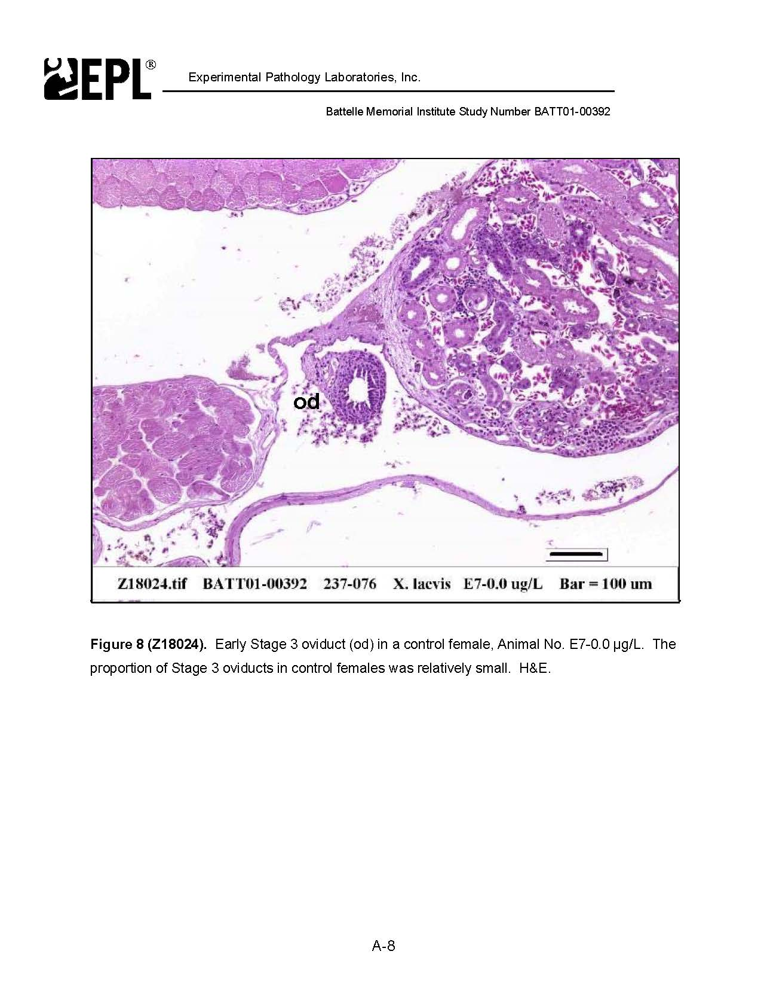 EPL®
Experimental Pathology Laboratories, Inc.
Battelle Memorial Institute Study Number BATT01-00392
od
Z18024.tif BATT01-00392 237-076 X. laevis E7-0.0 ug/L Bar = 100 um
Figure 8 (Z18024). Early Stage 3 oviduct (od) in a control female, Animal No. E7-0.0 µg/L. The
proportion of Stage 3 oviducts in control females was relatively small. H&E.
A-8